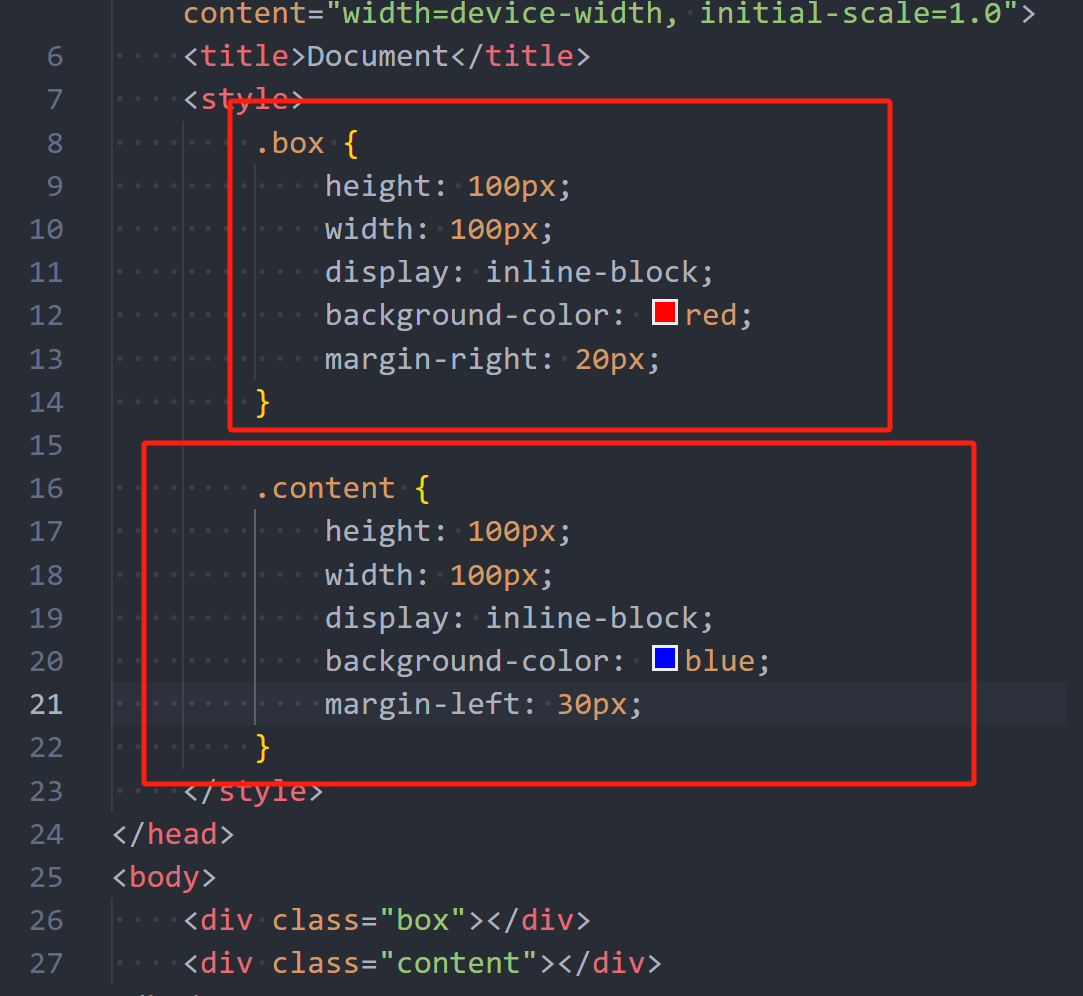 content="width=device-width, initial-scale=1.0">
6 <title>Document</title>
7 <style>
8 .box {
9 height: 100px;
10 width: 100px;
11 display: inline-block;
12 background-color: red;
13 margin-right: 20px;
14 }
15
16 .content {
17 height: 100px;
18 width: 100px;
19 display: inline-block;
20 background-color: blue;
21 margin-left: 30px;
22 }
23 </style>
24 </head>
25 <body>
26 <div class="box"></div>
27 <div class="content"></div>